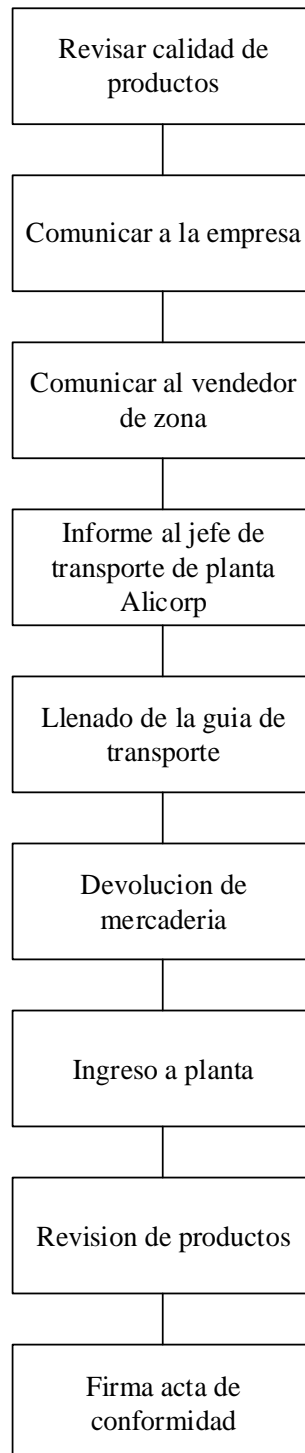 Revisar calidad de
productos
Comunicar a la empresa
Comunicar al vendedor
de zona
Informe al jefe de
transporte de planta
Alicorp
Llenado de la guia de
transporte
Devolucion de
mercaderia
Ingreso a planta
Revision de productos
Firma acta de
conformidad